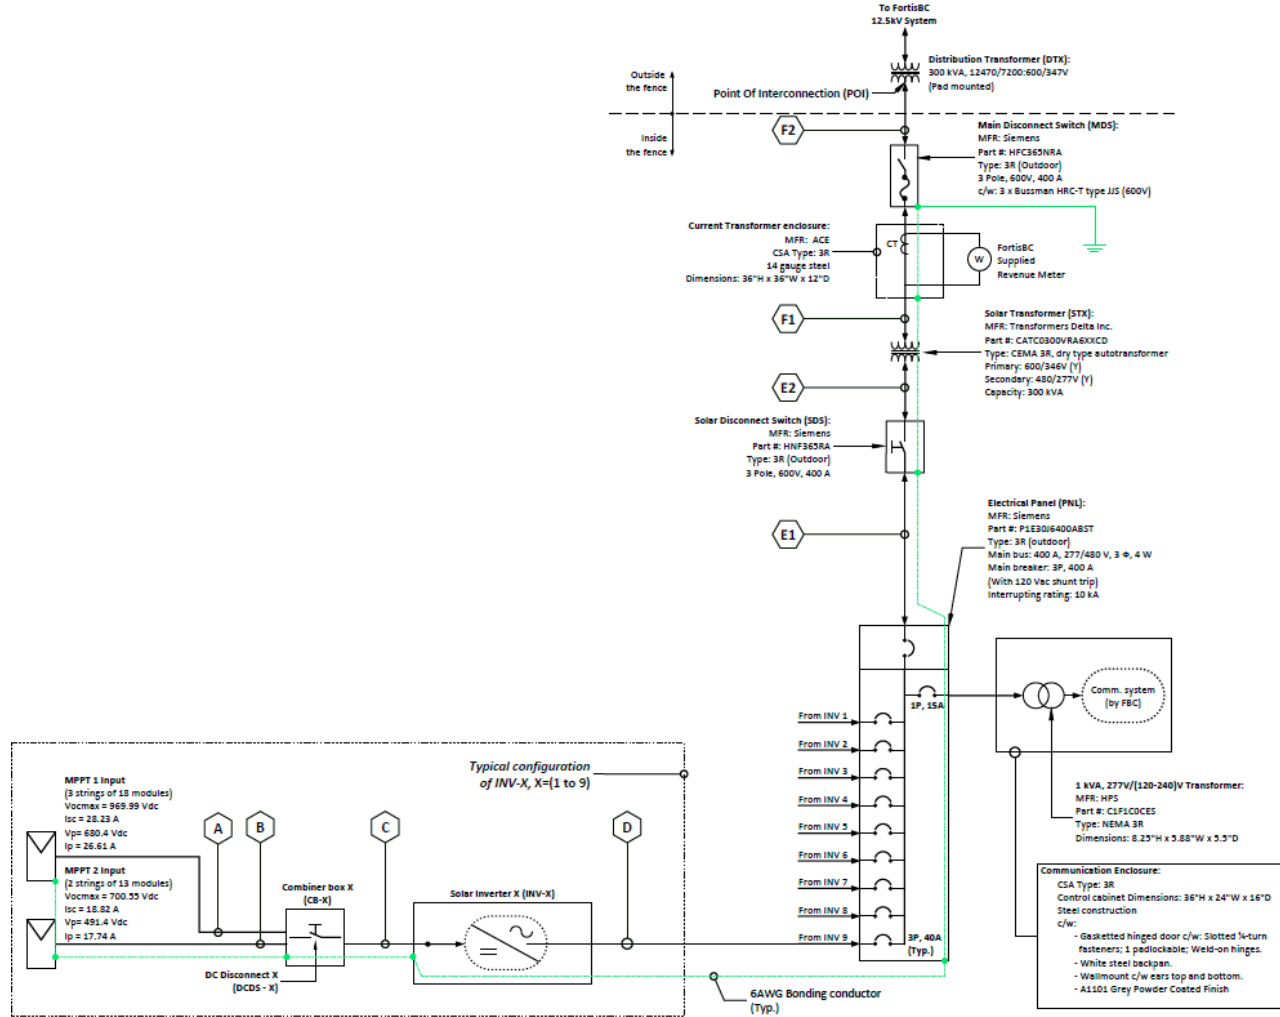 To FortisBC
12.5kV System
Distribution Transformer (DTX):
300 kVA, 12470/7200:600/347V
(Pad mounted)
Outside
the fence
Point Of Interconnection (POI)
Inside
the fence
F2
Main Disconnect Switch (MDS):
MFR: Siemens
Part #: HFC365NRA
Type: 3R (Outdoor)
3 Pole, 600V, 400 A
c/w: 3 x Bussman HRC-T type JJS (600V)
Current Transformer enclosure:
MFR: ACE
CSA Type: 3R
14 gauge steel
Dimensions: 36"H x 36"W x 12"D
CT
W
FortisBC
Supplied
Revenue Meter
F1
Solar Transformer (STX):
MFR: Transformers Delta Inc.
Part #: CATC0300VRA6XXCD
Type: CEMA 3R, dry type autotransformer
Primary: 600/346V (Y)
Secondary: 480/277V (Y)
Capacity: 300 kVA
E2
Solar Disconnect Switch (SDS):
MFR: Siemens
Part #: HNF365RA
Type: 3R (Outdoor)
3 Pole, 600V, 400 A
E1
Electrical Panel (PNL):
MFR: Siemens
Part #: P1E30J6400ABST
Type: 3R (outdoor)
Main bus: 400 A, 277/480 V, 3 Φ, 4 W
Main breaker: 3P, 400 A
(With 120 Vac shunt trip)
Interrupting rating: 10 kA
1P, 15A
Comm. system
(by FBC)
From INV 1
From INV 2
From INV 3
From INV 4
From INV 5
From INV 6
From INV 7
From INV 8
From INV 9
3P, 40A
(Typ.)
1 kVA, 277V/(120-240)V Transformer:
MFR: HPS
Part #: C1F1C0CES
Type: NEMA 3R
Dimensions: 8.25"H x 5.88"W x 5.5"D
Typical configuration
of INV-X, X=(1 to 9)
MPPT 1 Input
(3 strings of 18 modules)
Vocmax = 969.99 Vdc
Isc = 28.23 A
Vp= 680.4 Vdc
Ip = 26.61 A
MPPT 2 Input
(2 strings of 13 modules)
Vocmax = 700.55 Vdc
Isc = 18.82 A
Vp= 491.4 Vdc
Ip = 17.74 A
A
B
C
D
Combiner box X
(CB-X)
Solar Inverter X (INV-X)
DC Disconnect X
(DCDS - X)
6AWG Bonding conductor
(Typ.)
Communication Enclosure:
CSA Type: 3R
Control cabinet Dimensions: 36"H x 24"W x 16"D
Steel construction
c/w:
- Gasketted hinged door c/w: Slotted ¼-turn
fasteners; 1 padlockable; Weld-on hinges.
- White steel backpan.
- Wallmount c/w ears top and bottom.
- A1101 Grey Powder Coated Finish